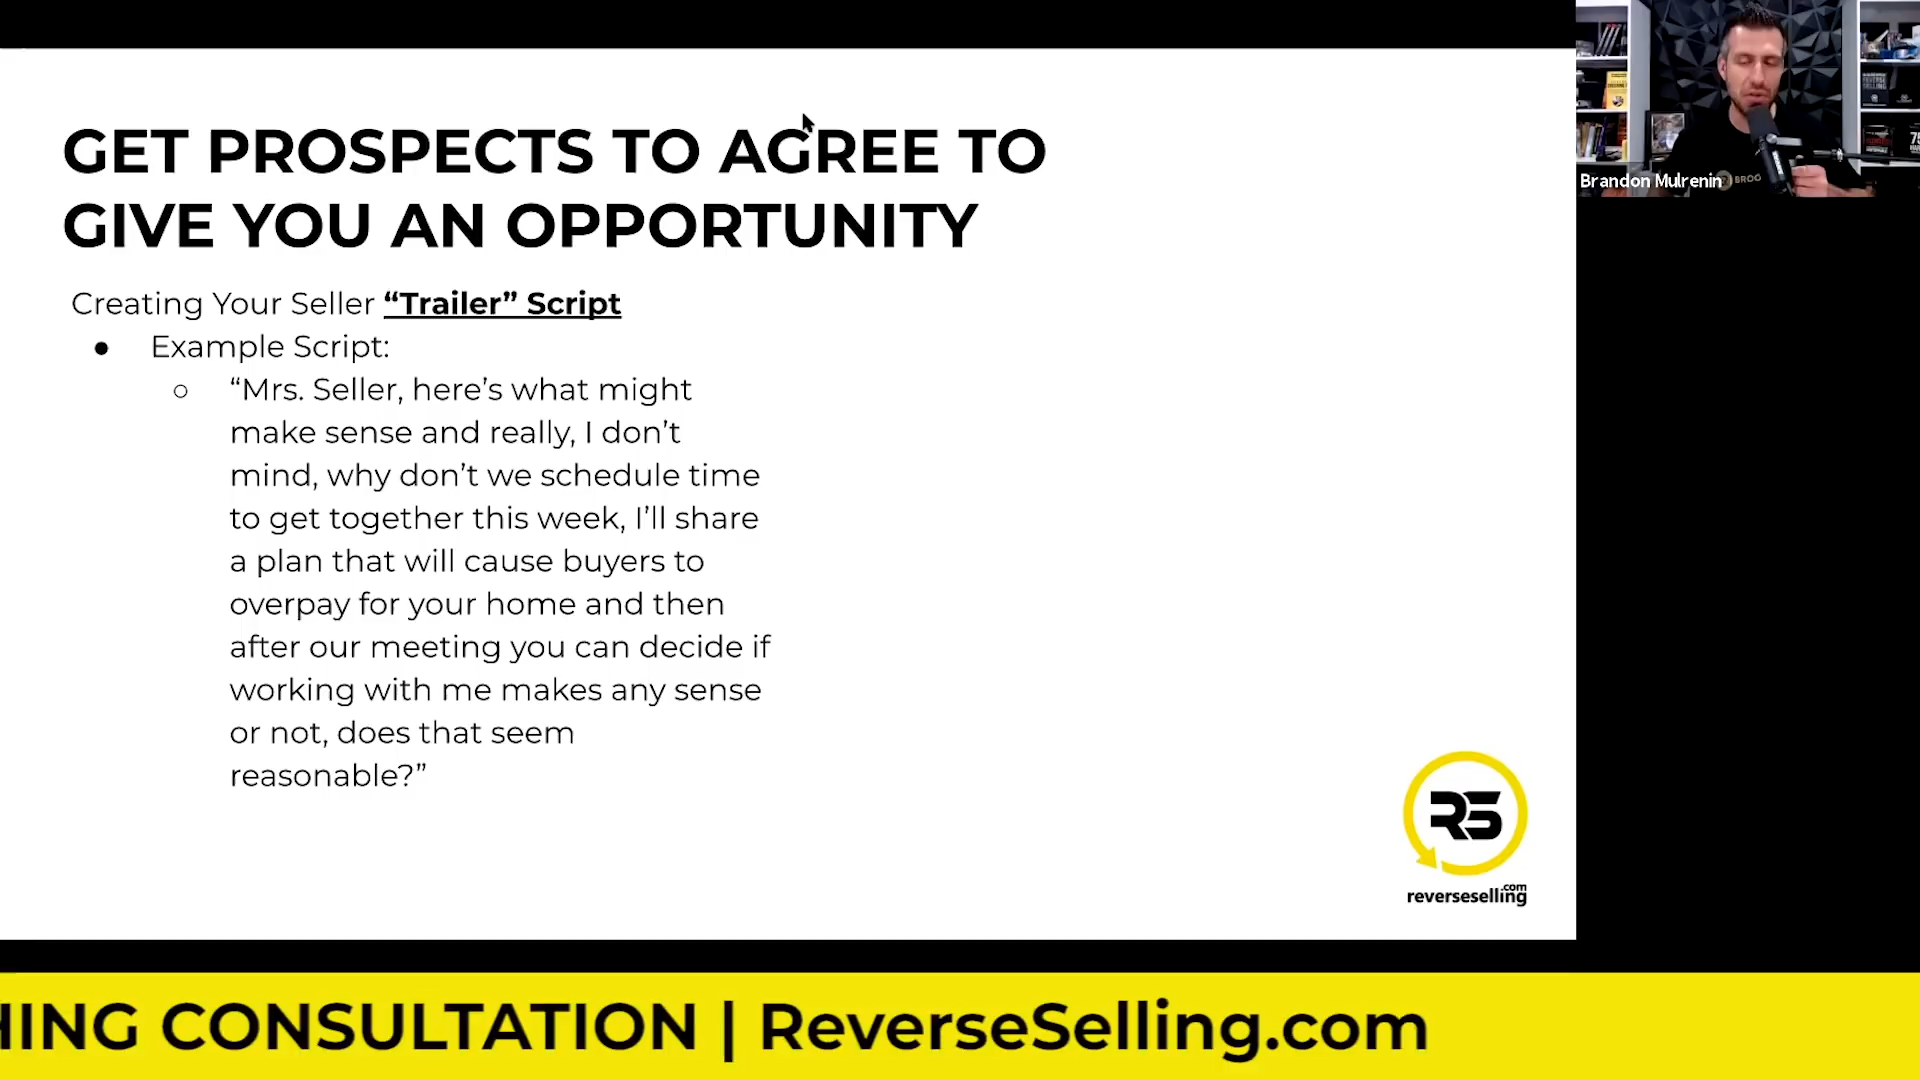 GET PROSPECTS TO AGREE TO
GIVE YOU AN OPPORTUNITY
Creating Your Seller “Trailer” Script
● Example Script:
○ “Mrs. Seller, here’s what might
make sense and really, I don’t
mind, why don’t we schedule time
to get together this week, I’ll share
a plan that will cause buyers to
overpay for your home and then
after our meeting you can decide if
working with me makes any sense
or not, does that seem
reasonable?”
Brandon Mulrenin
BROO
RS
reverseselling.com
HING CONSULTATION | ReverseSelling.com